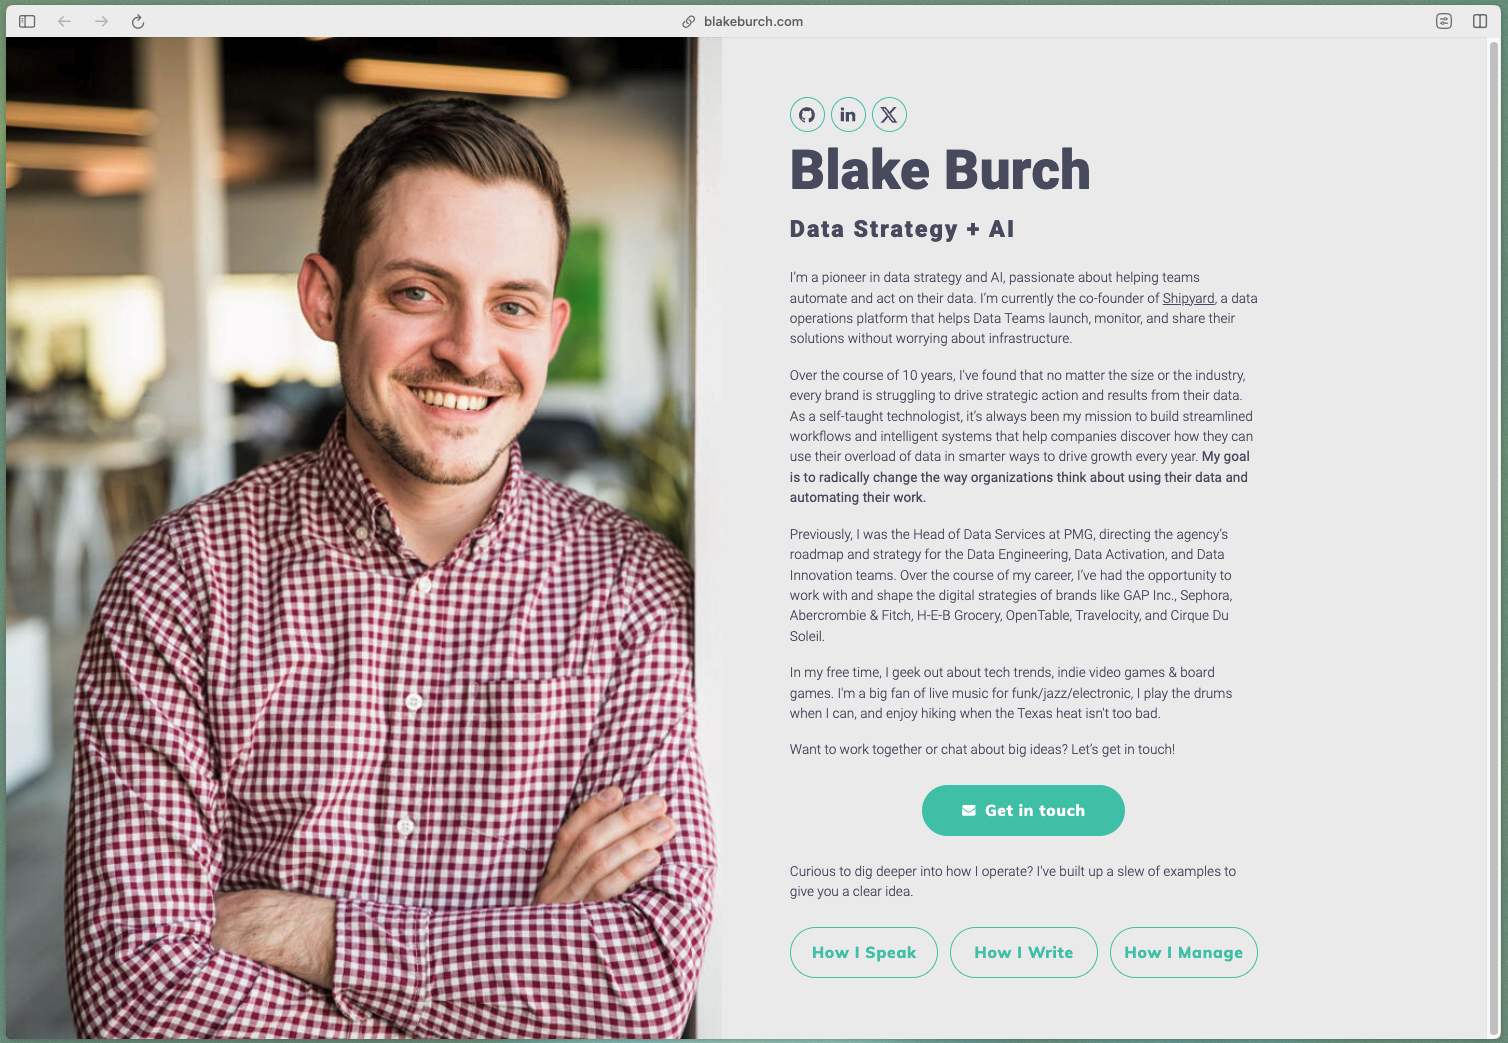 blakeburch.com
Blake Burch
Data Strategy + AI
I'm a pioneer in data strategy and AI, passionate about helping teams
automate and act on their data. I'm currently the co-founder of Shipyard, a data
operations platform that helps Data Teams launch, monitor, and share their
solutions without worrying about infrastructure.
Over the course of 10 years, I've found that no matter the size or the industry,
every brand is struggling to drive strategic action and results from their data.
As a self-taught technologist, it's always been my mission to build streamlined
workflows and intelligent systems that help companies discover how they can
use their overload of data in smarter ways to drive growth every year. My goal
is to radically change the way organizations think about using their data and
automating their work.
Previously, I was the Head of Data Services at PMG, directing the agency's
roadmap and strategy for the Data Engineering, Data Activation, and Data
Innovation teams. Over the course of my career, I've had the opportunity to
work with and shape the digital strategies of brands like GAP Inc., Sephora,
Abercrombie & Fitch, H-E-B Grocery, OpenTable, Travelocity, and Cirque Du
Soleil.
In my free time, I geek out about tech trends, indie video games & board
games. I'm a big fan of live music for funk/jazz/electronic, I play the drums
when I can, and enjoy hiking when the Texas heat isn't too bad.
Want to work together or chat about big ideas? Let's get in touch!
Get in touch
Curious to dig deeper into how I operate? I've built up a slew of examples to
give you a clear idea.
How I Speak
How I Write
How I Manage